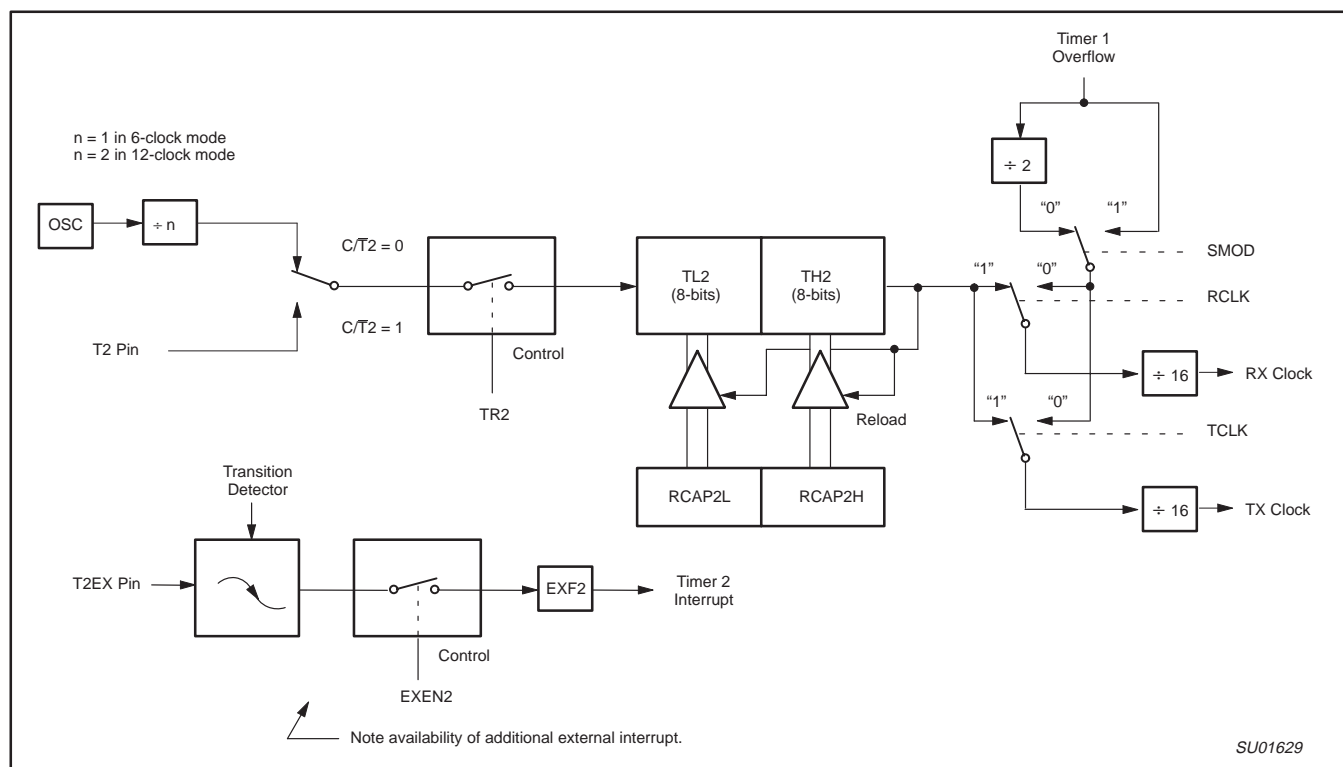 Timer 1
Overflow
n = 1 in 6-clock mode
n = 2 in 12-clock mode
÷ 2
“0”
“1”
OSC
÷ n
C/T̅2 = 0
SMOD
TL2
(8-bits)
TH2
(8-bits)
“1”
“0”
RCLK
C/T̅2 = 1
T2 Pin
Control
÷ 16
RX Clock
TR2
Reload
“1”
“0”
TCLK
Transition
Detector
RCAP2L
RCAP2H
÷ 16
TX Clock
T2EX Pin
EXF2
Timer 2
Interrupt
Control
EXEN2
Note availability of additional external interrupt.
SU01629